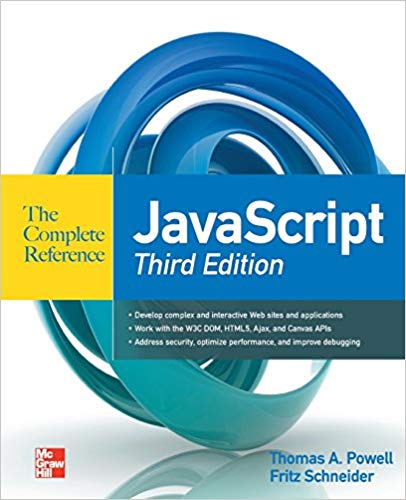 The
Complete
Reference
JavaScript
Third Edition
• Develop complex and interactive Web sites and applications
• Work with the W3C DOM, HTML5, Ajax, and Canvas APIs
• Address security, optimize performance, and improve debugging
Mc
Graw
Hill
Thomas A. Powell
Fritz Schneider